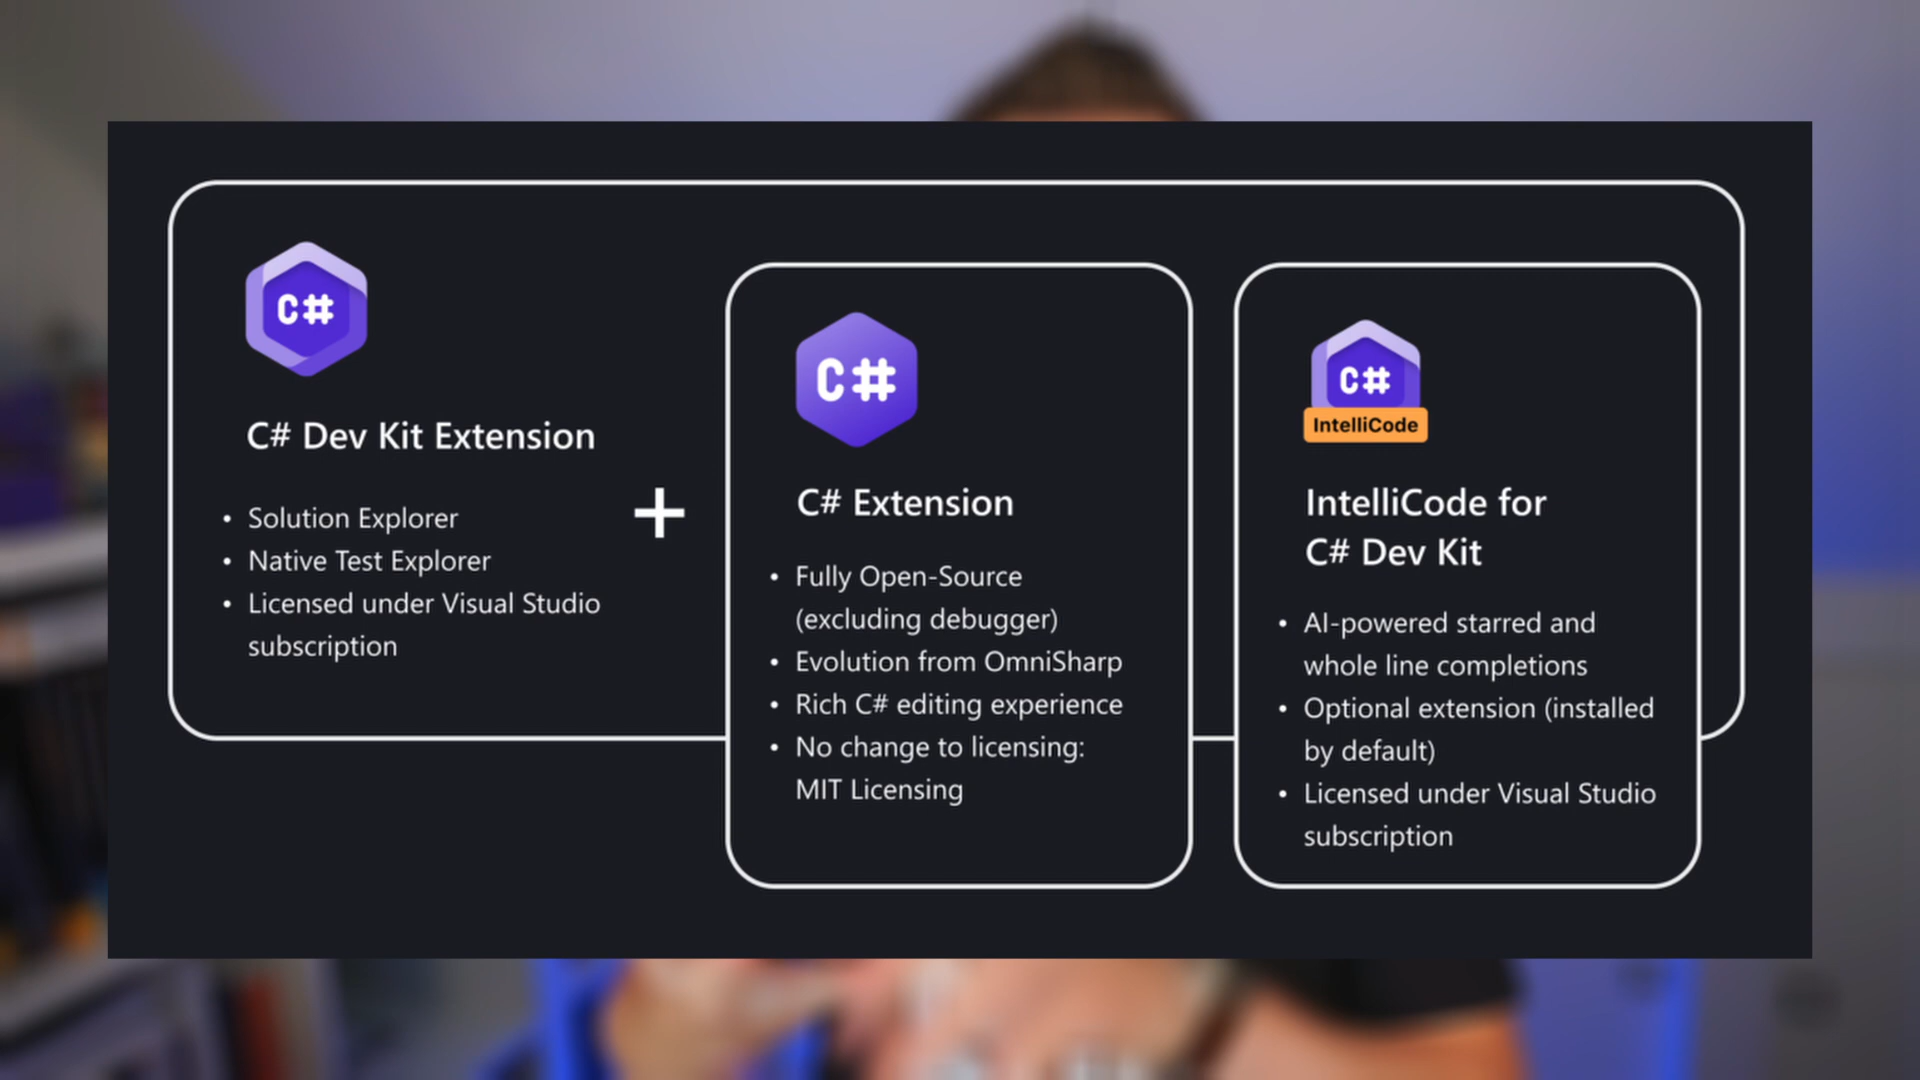 C#
C# Dev Kit Extension
• Solution Explorer
• Native Test Explorer
• Licensed under Visual Studio
subscription
+
C#
C# Extension
• Fully Open-Source
(excluding debugger)
• Evolution from OmniSharp
• Rich C# editing experience
• No change to licensing:
MIT Licensing
C#
IntelliCode
IntelliCode for
C# Dev Kit
• AI-powered starred and
whole line completions
• Optional extension (installed
by default)
• Licensed under Visual Studio
subscription